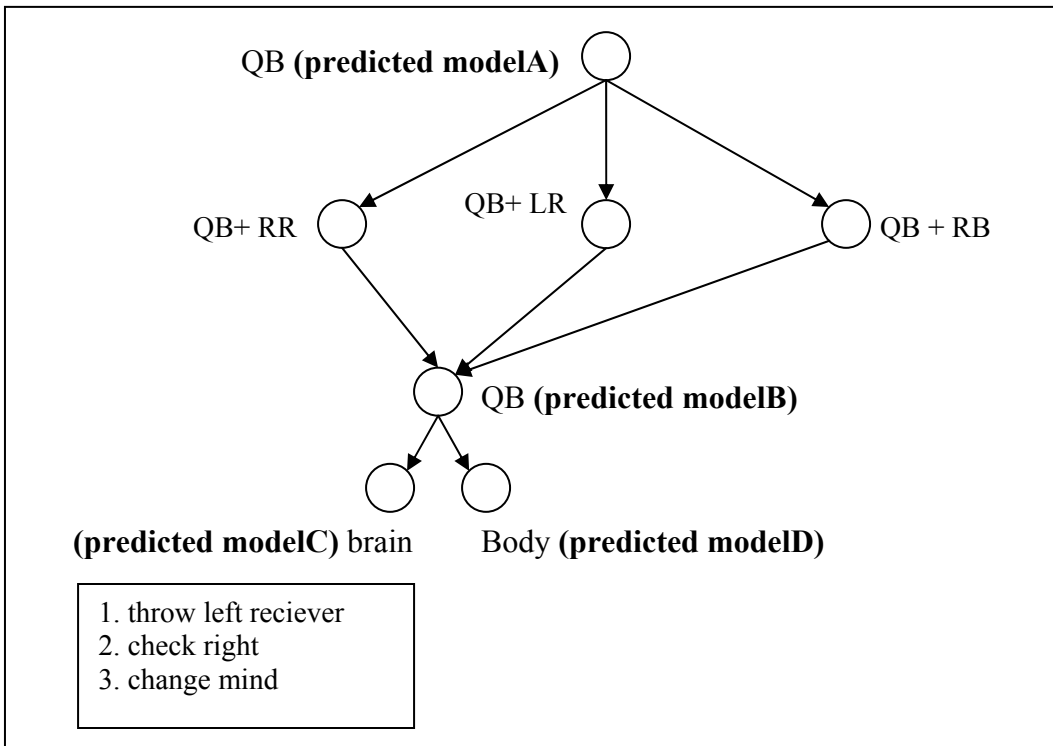 QB (predicted modelA)
QB+ RR
QB+ LR
QB + RB
QB (predicted modelB)
(predicted modelC) brain
Body (predicted modelD)
1. throw left reciever
2. check right
3. change mind